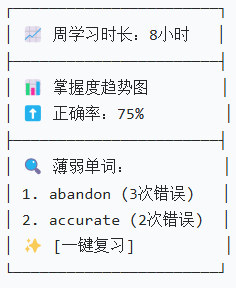 📈 周学习时长：8小时
📊 掌握度趋势图
⬆️ 正确率：75%
🔍 薄弱单词：
1. abandon (3次错误)
2. accurate (2次错误)
✨ [一键复习]